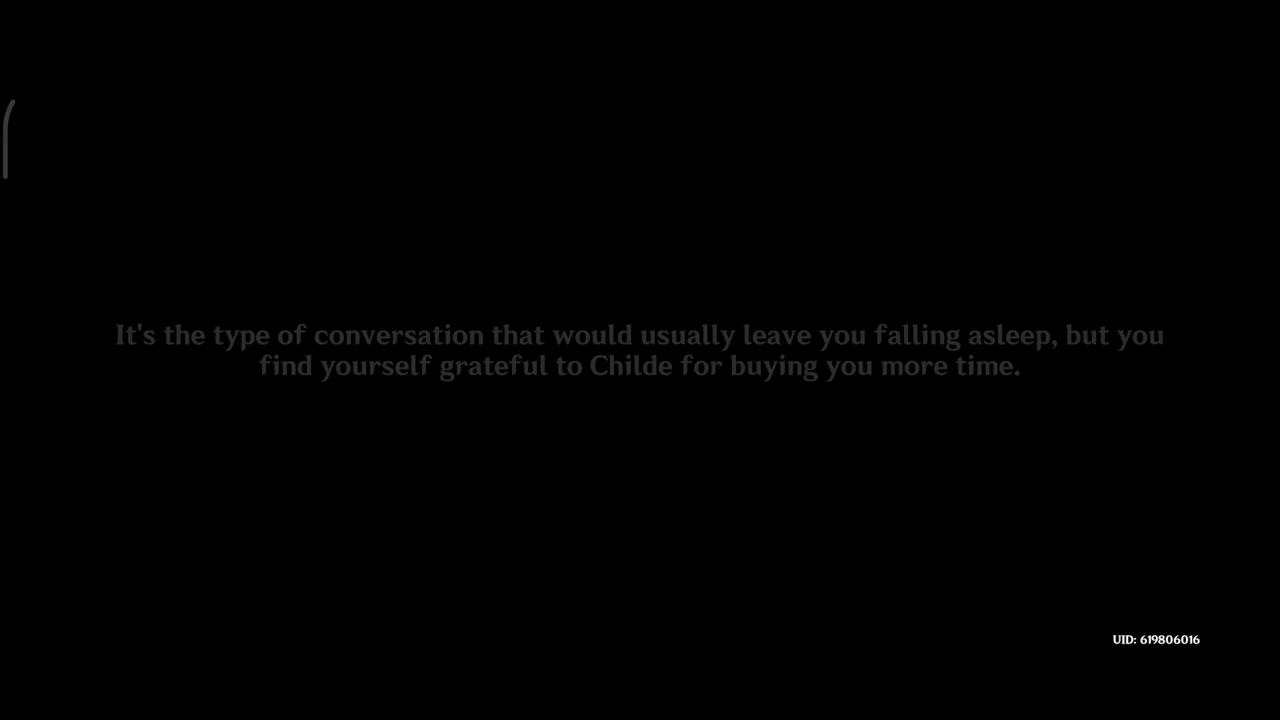 It's the type of conversation that would usually leave you falling asleep, but you
find yourself grateful to Childe for buying you more time.
UID: 619806016